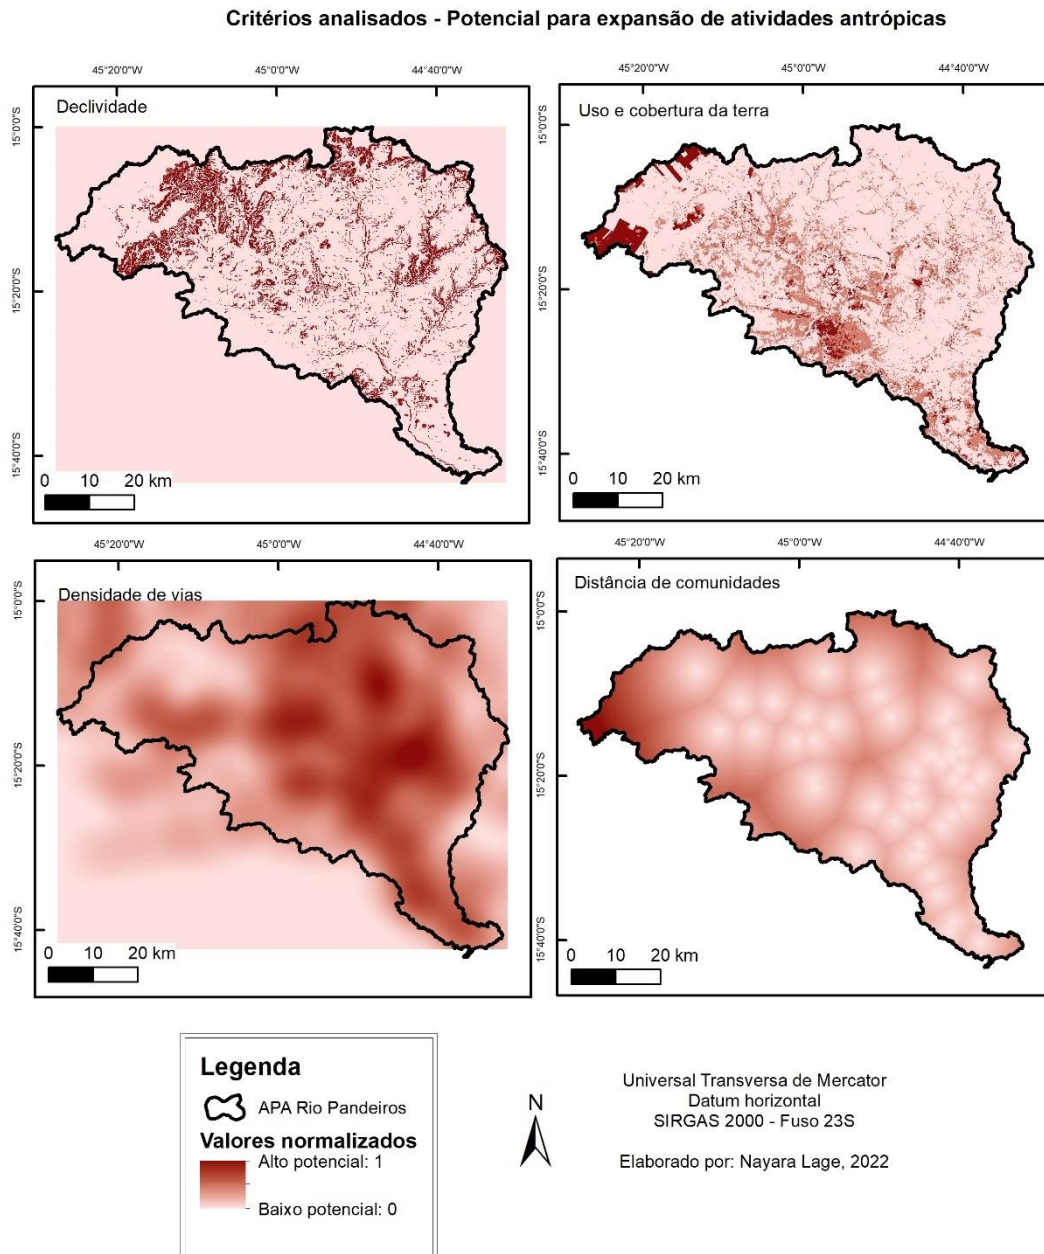 Critérios analisados - Potencial para expansão de atividades antrópicas
45°20'0"W 45°0'0"W 44°40'0"W
45°20'0"W 45°0'0"W 44°40'0"W
Declividade
15°0'0"S
15°20'0"S
15°40'0"S
0 10 20 km
Uso e cobertura da terra
15°0'0"S
15°20'0"S
15°40'0"S
0 10 20 km
45°20'0"W 45°0'0"W 44°40'0"W
45°20'0"W 45°0'0"W 44°40'0"W
Densidade de vias
15°0'0"S
15°20'0"S
15°40'0"S
0 10 20 km
Distância de comunidades
15°0'0"S
15°20'0"S
15°40'0"S
0 10 20 km
Legenda
APA Rio Pandeiros
Valores normalizados
Alto potencial: 1
Baixo potencial: 0
N
Universal Transversa de Mercator
Datum horizontal
SIRGAS 2000 - Fuso 23S
Elaborado por: Nayara Lage, 2022